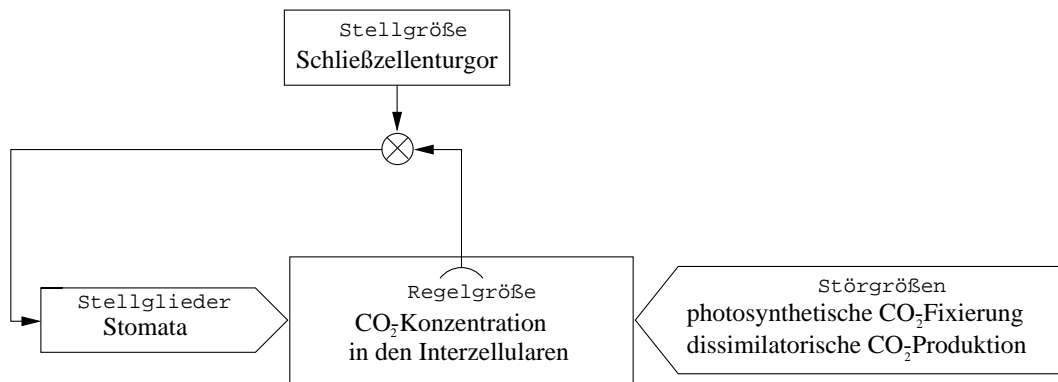 Stellgröße
Schließzellenturgor
Stellglieder
Stomata
Regelgröße
CO₂-Konzentration
in den Interzellularen
Störgrößen
photosynthetische CO₂-Fixierung
dissimilatorische CO₂-Produktion